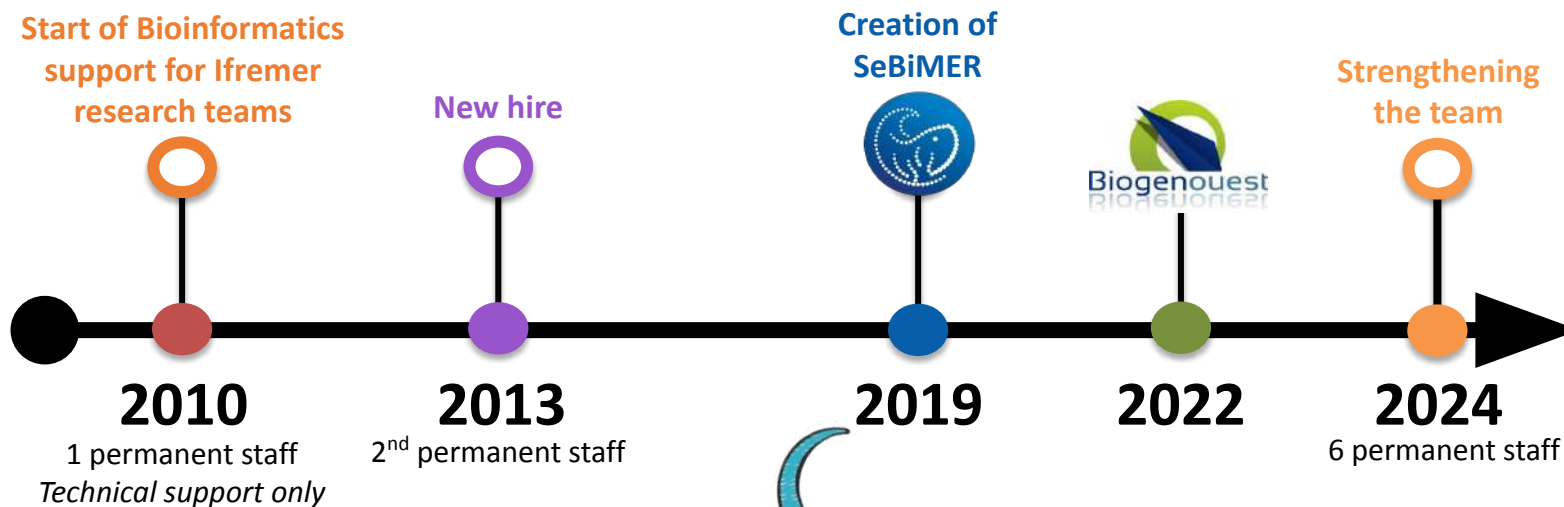 Start of Bioinformatics
support for Ifremer
research teams
New hire
Creation of
SeBiMER
Biogenouest
Strengthening
the team
2010
2013
2019
2022
2024
1 permanent staff
Technical support only
2nd permanent staff
6 permanent staff